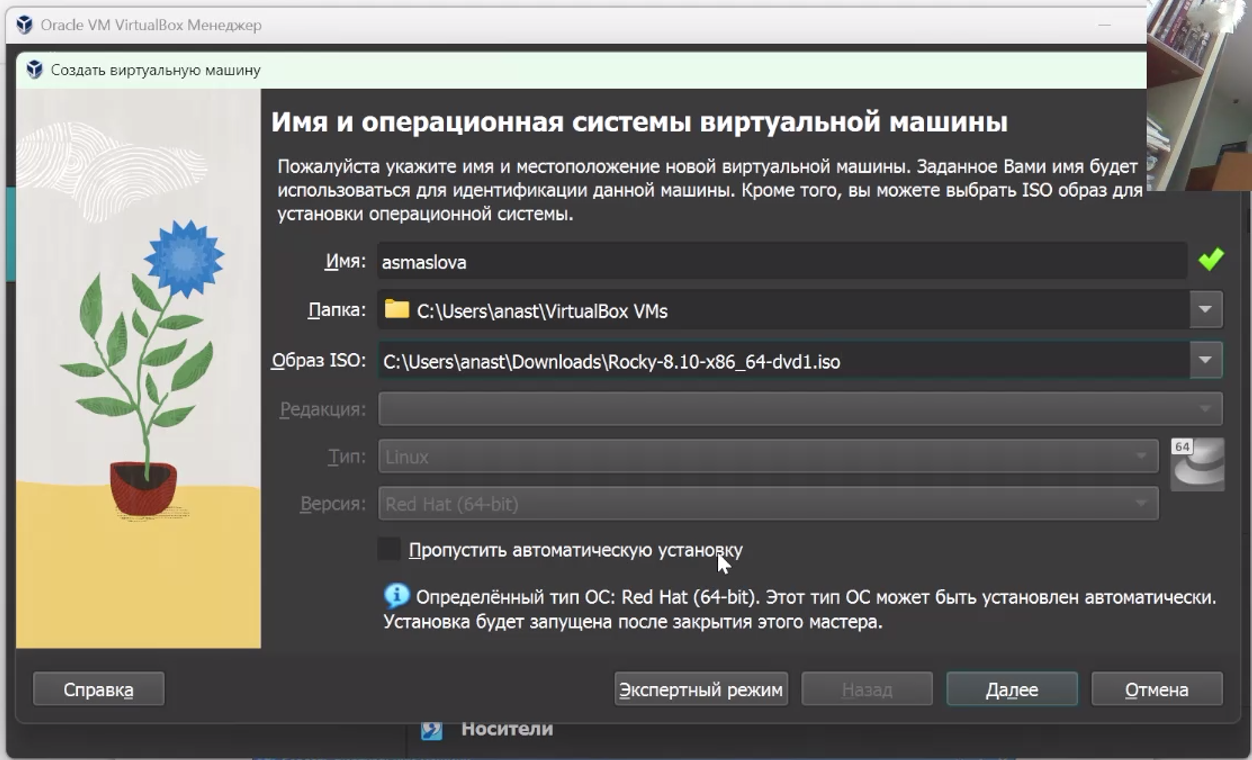 Oracle VM VirtualBox Менеджер
Создать виртуальную машину
Имя и операционная системы виртуальной машины
Пожалуйста укажите имя и местоположение новой виртуальной машины. Заданное Вами имя будет
использоваться для идентификации данной машины. Кроме того, вы можете выбрать ISO образ для
установки операционной системы.
Имя: asmaslova
Папка: C:\Users\anast\VirtualBox VMs
Образ ISO: C:\Users\anast\Downloads\Rocky-8.10-x86_64-dvd1.iso
Редакция:
Тип: Linux
64
Версия: Red Hat (64-bit)
Пропустить автоматическую установку
Определённый тип ОС: Red Hat (64-bit). Этот тип ОС может быть установлен автоматически.
Установка будет запущена после закрытия этого мастера.
Справка Экспертный режим Назад Далее Отмена
Носители